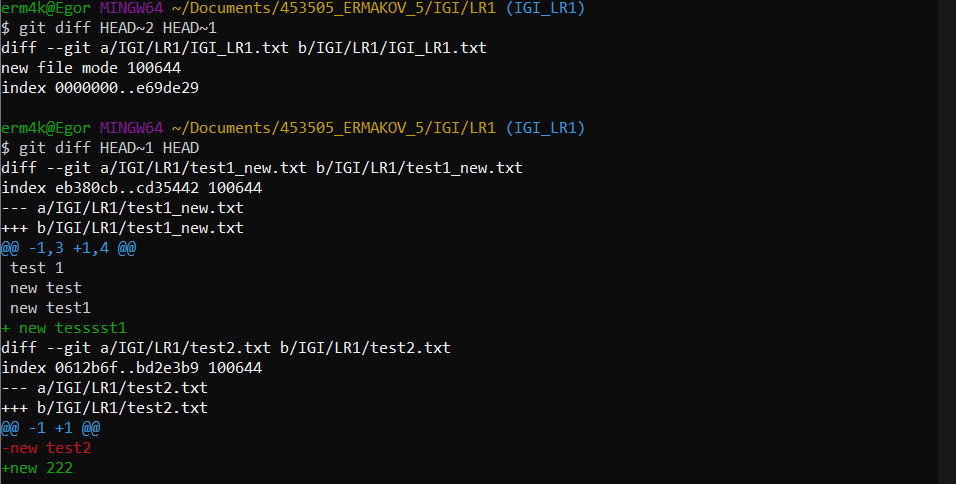 erm4k@Egor MINGW64 ~/Documents/453505_ERMAKOV_5/IGI/LR1 (IGI_LR1)
$ git diff HEAD~2 HEAD~1
diff --git a/IGI/LR1/IGI_LR1.txt b/IGI/LR1/IGI_LR1.txt
new file mode 100644
index 0000000..e69de29
erm4k@Egor MINGW64 ~/Documents/453505_ERMAKOV_5/IGI/LR1 (IGI_LR1)
$ git diff HEAD~1 HEAD
diff --git a/IGI/LR1/test1_new.txt b/IGI/LR1/test1_new.txt
index eb380cb..cd35442 100644
--- a/IGI/LR1/test1_new.txt
+++ b/IGI/LR1/test1_new.txt
@@ -1,3 +1,4 @@
 test 1
 new test
 new test1
+ new tesssst1
diff --git a/IGI/LR1/test2.txt b/IGI/LR1/test2.txt
index 0612b6f..bd2e3b9 100644
--- a/IGI/LR1/test2.txt
+++ b/IGI/LR1/test2.txt
@@ -1 +1 @@
-new test2
+new 222